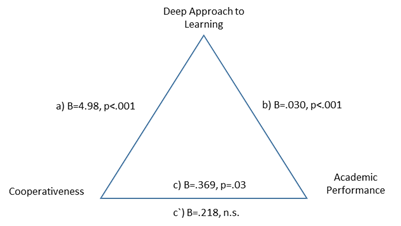 Deep Approach to
Learning
a) B=4.98, p<.001
b) B=.030, p<.001
Cooperativeness
c) B=.369, p=.03
Academic
Performance
c`) B=.218, n.s.